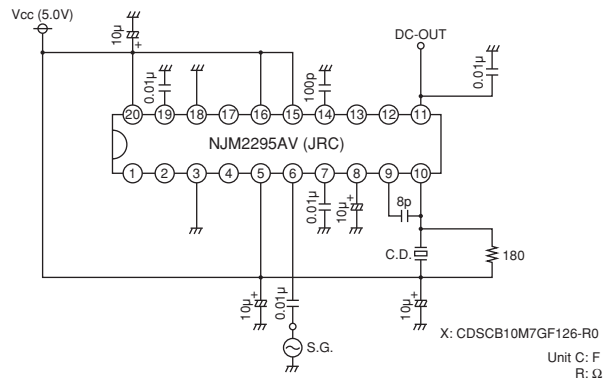 Vcc (5.0V)
10µ
+
DC-OUT
0.01µ
100p
0.01µ
20 19 18 17 16 15 14 13 12 11
NJM2295AV (JRC)
1 2 3 4 5 6 7 8 9 10
0.01µ
10µ
+
8p
C.D.
180
10µ
+
0.01µ
10µ
+
S.G.
X: CDSCB10M7GF126-R0
Unit C: F
R: Ω